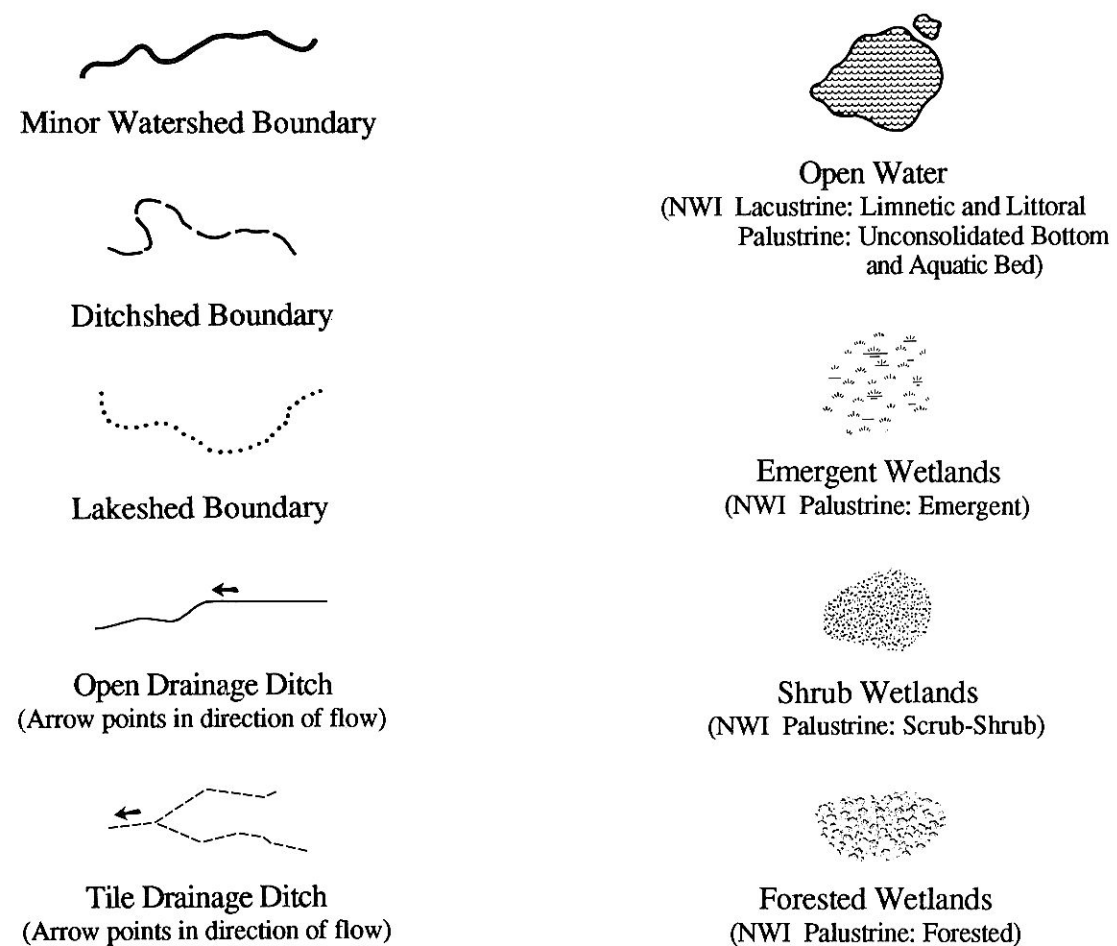 Minor Watershed Boundary
Ditchshed Boundary
Lakeshed Boundary
Open Drainage Ditch
(Arrow points in direction of flow)
Tile Drainage Ditch
(Arrow points in direction of flow)
Open Water
(NWI Lacustrine: Limnetic and Littoral
Palustrine: Unconsolidated Bottom
and Aquatic Bed)
Emergent Wetlands
(NWI Palustrine: Emergent)
Shrub Wetlands
(NWI Palustrine: Scrub-Shrub)
Forested Wetlands
(NWI Palustrine: Forested)